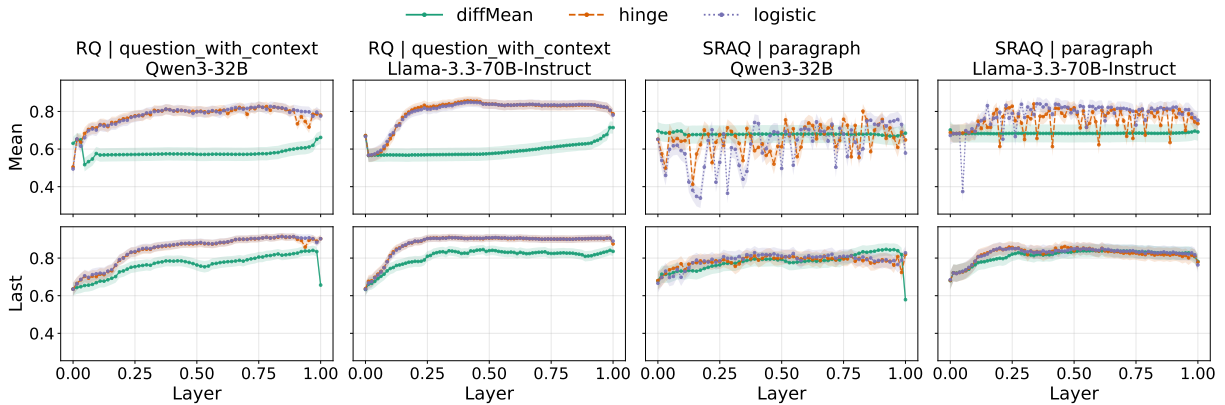 diffMean hinge logistic
RQ | question_with_context
Qwen3-32B
RQ | question_with_context
Llama-3.3-70B-Instruct
SRAQ | paragraph
Qwen3-32B
SRAQ | paragraph
Llama-3.3-70B-Instruct
Mean
0.8
0.6
0.4
Last
0.8
0.6
0.4
0.00 0.25 0.50 0.75 1.00
0.00 0.25 0.50 0.75 1.00
0.00 0.25 0.50 0.75 1.00
0.00 0.25 0.50 0.75 1.00
Layer Layer Layer Layer